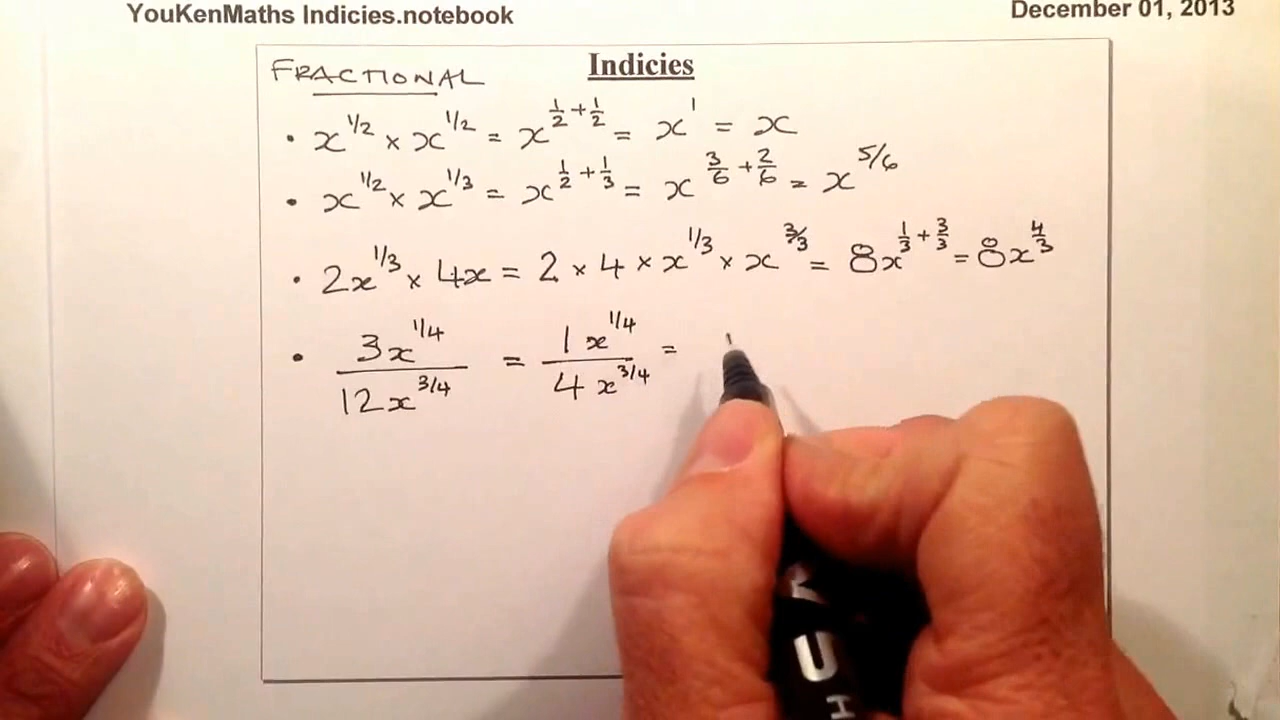 YouKenMaths Indicies.notebook December 01, 2013
FRACTIONAL Indicies
• x^{1/2} × x^{1/2} = x^{1/2 + 1/2} = x^1 = x
• x^{1/2} × x^{1/3} = x^{1/2 + 1/3} = x^{3/6 + 2/6} = x^{5/6}
• 2x^{1/3} × 4x = 2 × 4 × x^{1/3} × x^{3/3} = 8x^{1/3 + 3/3} = 8x^{4/3}
• 3x^{1/4} / 12x^{3/4} = 1x^{1/4} / 4x^{3/4} =